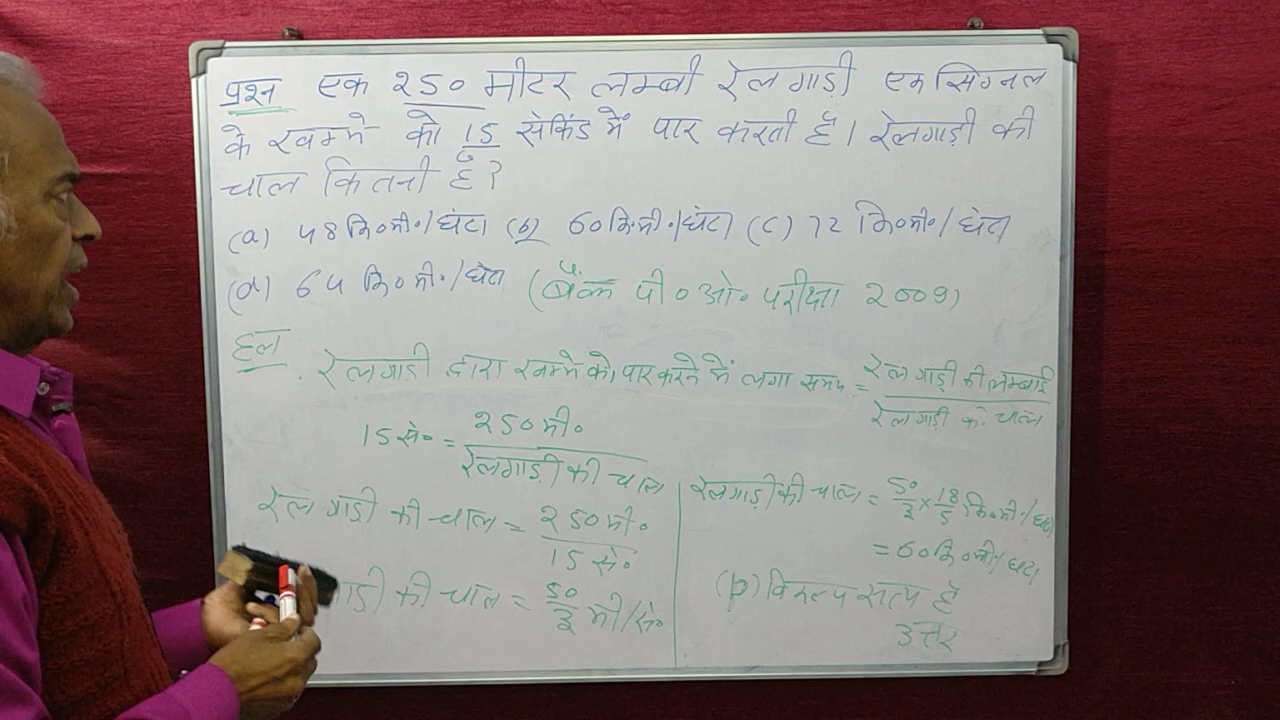 प्रश्न एक 250 मीटर लम्बी रेलगाड़ी एक सिग्नल
के खम्भे को 15 सेकिंड में पार करती है। रेलगाड़ी की
चाल कितनी है?
(a) 48 कि०मी०/घंटा (b) 60 कि०मी०/घंटा (c) 72 कि०मी०/घंटा
(d) 64 कि०मी०/घंटा (बैंक पी०ओ० परीक्षा 2009)
हल
रेलगाड़ी द्वारा खम्भे को पार करने में लगा समय = रेलगाड़ी की लम्बाई
रेलगाड़ी की चाल
15 से० = 250 मी०
रेलगाड़ी की चाल
रेलगाड़ी की चाल = 250 मी०
15 से०
गाड़ी की चाल = 50/3 मी/से०
रेलगाड़ी की चाल = 50/3 × 18/5 कि०मी०/घंटा
= 60 कि०मी०/घंटा
(b) विकल्प सत्य है
उत्तर